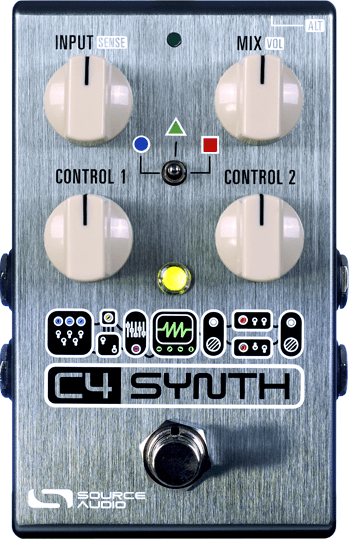 ALT
INPUT SENSE
MIX VOL
CONTROL 1
CONTROL 2
C4 SYNTH
SOURCE
AUDIO